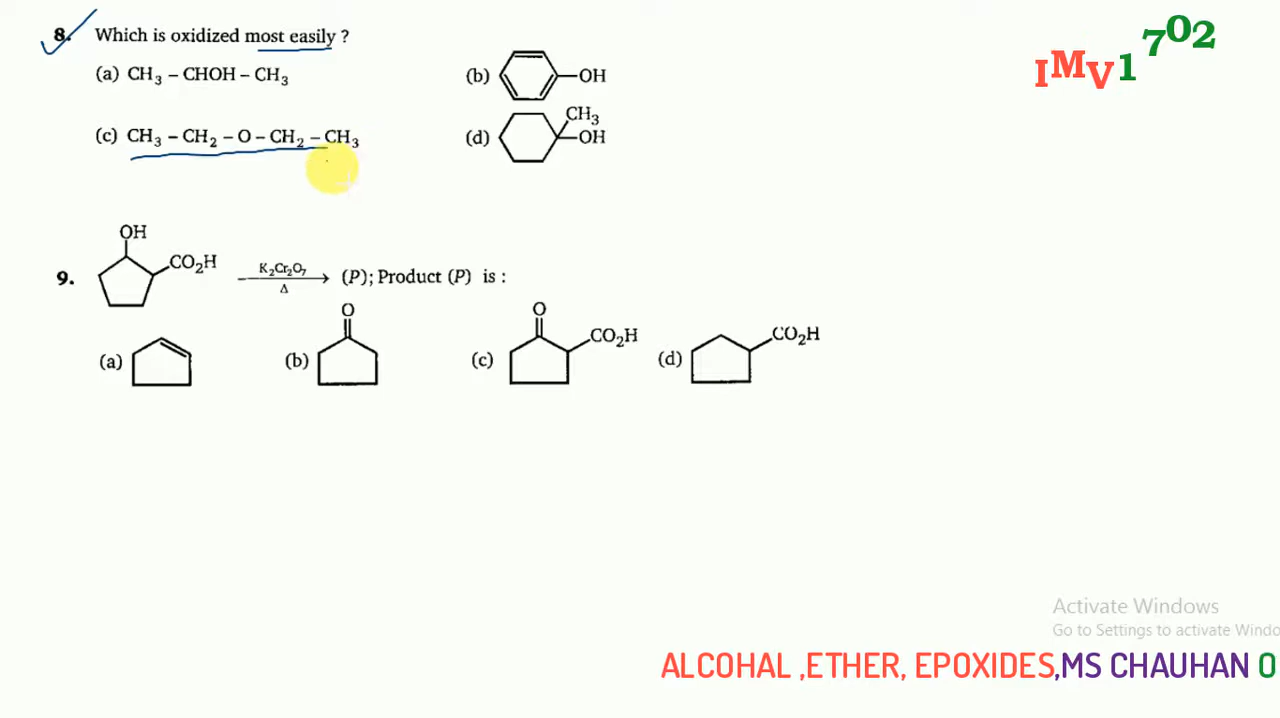 IMV1702
8. Which is oxidized most easily ?
(a) CH₃ – CHOH – CH₃ (b) OH
(c) CH₃ – CH₂ – O – CH₂ – CH₃ (d) CH₃ OH
OH
CO₂H
9. K₂Cr₂O₇ Δ (P); Product (P) is :
(a) (b) O (c) O CO₂H (d) CO₂H
Activate Windows
Go to Settings to activate Windo
ALCOHAL ,ETHER, EPOXIDES,MS CHAUHAN O